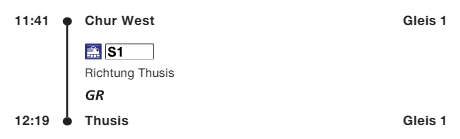 11:41 Chur West Gleis 1
S1
Richtung Thusis
GR
12:19 Thusis Gleis 1